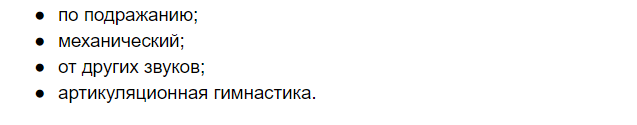 ● по подражанию;
● механический;
● от других звуков;
● артикуляционная гимнастика.